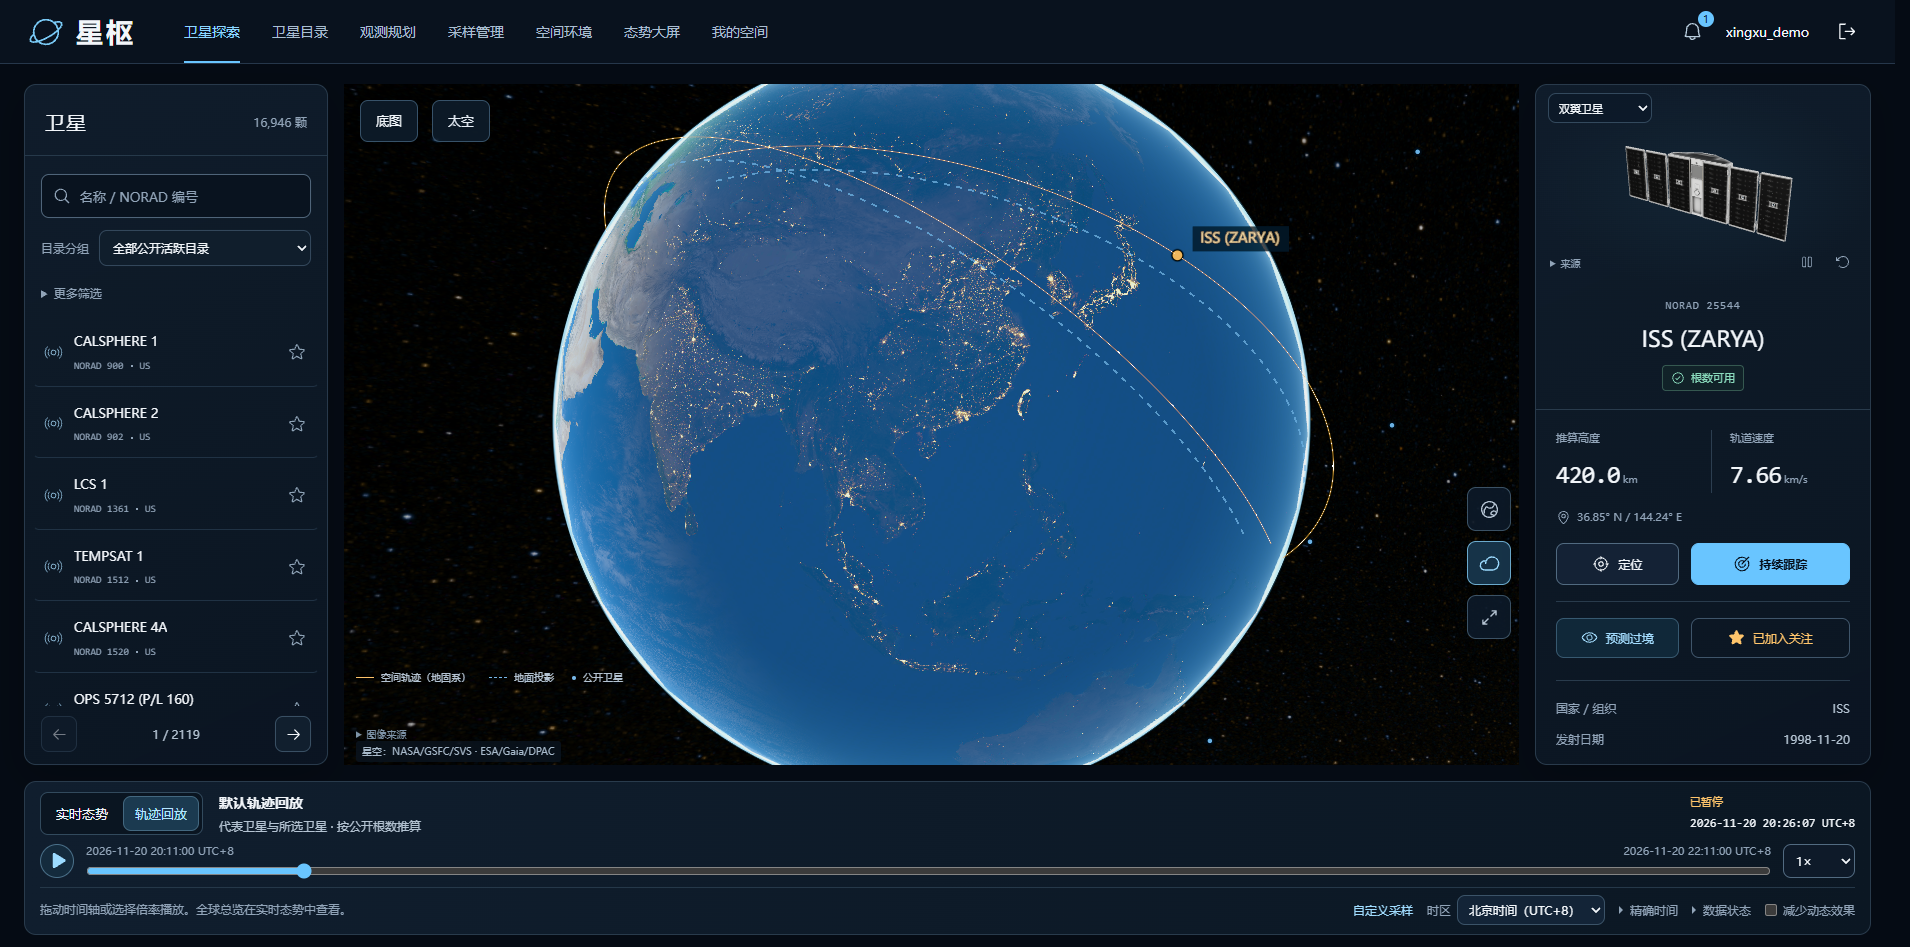 星枢
卫星探索
卫星目录
观测规划
采样管理
空间环境
态势大屏
我的空间
1
xingxu_demo
卫星
16,946 颗
名称 / NORAD 编号
目录分组
全部公开活跃目录
更多筛选
CALSPHERE 1
NORAD 900 • US
CALSPHERE 2
NORAD 902 • US
LCS 1
NORAD 1361 • US
TEMPSAT 1
NORAD 1512 • US
CALSPHERE 4A
NORAD 1520 • US
OPS 5712 (P/L 160)
1 / 2119
底图
太空
ISS (ZARYA)
空间轨迹（地固系）
地面投影
公开卫星
图像来源
星空：NASA/GSFC/SVS · ESA/Gaia/DPAC
双翼卫星
来源
NORAD 25544
ISS (ZARYA)
根数可用
推算高度
420.0 km
轨道速度
7.66 km/s
36.85° N / 144.24° E
定位
持续跟踪
预测过境
已加入关注
国家 / 组织
ISS
发射日期
1998-11-20
实时态势
轨迹回放
默认轨迹回放
代表卫星与所选卫星 · 按公开根数推算
已暂停
2026-11-20 20:26:07 UTC+8
2026-11-20 20:11:00 UTC+8
2026-11-20 22:11:00 UTC+8
1×
拖动时间轴或选择倍率播放。全球总览在实时态势中查看。
自定义采样
时区
北京时间（UTC+8）
精确时间
数据状态
减少动态效果